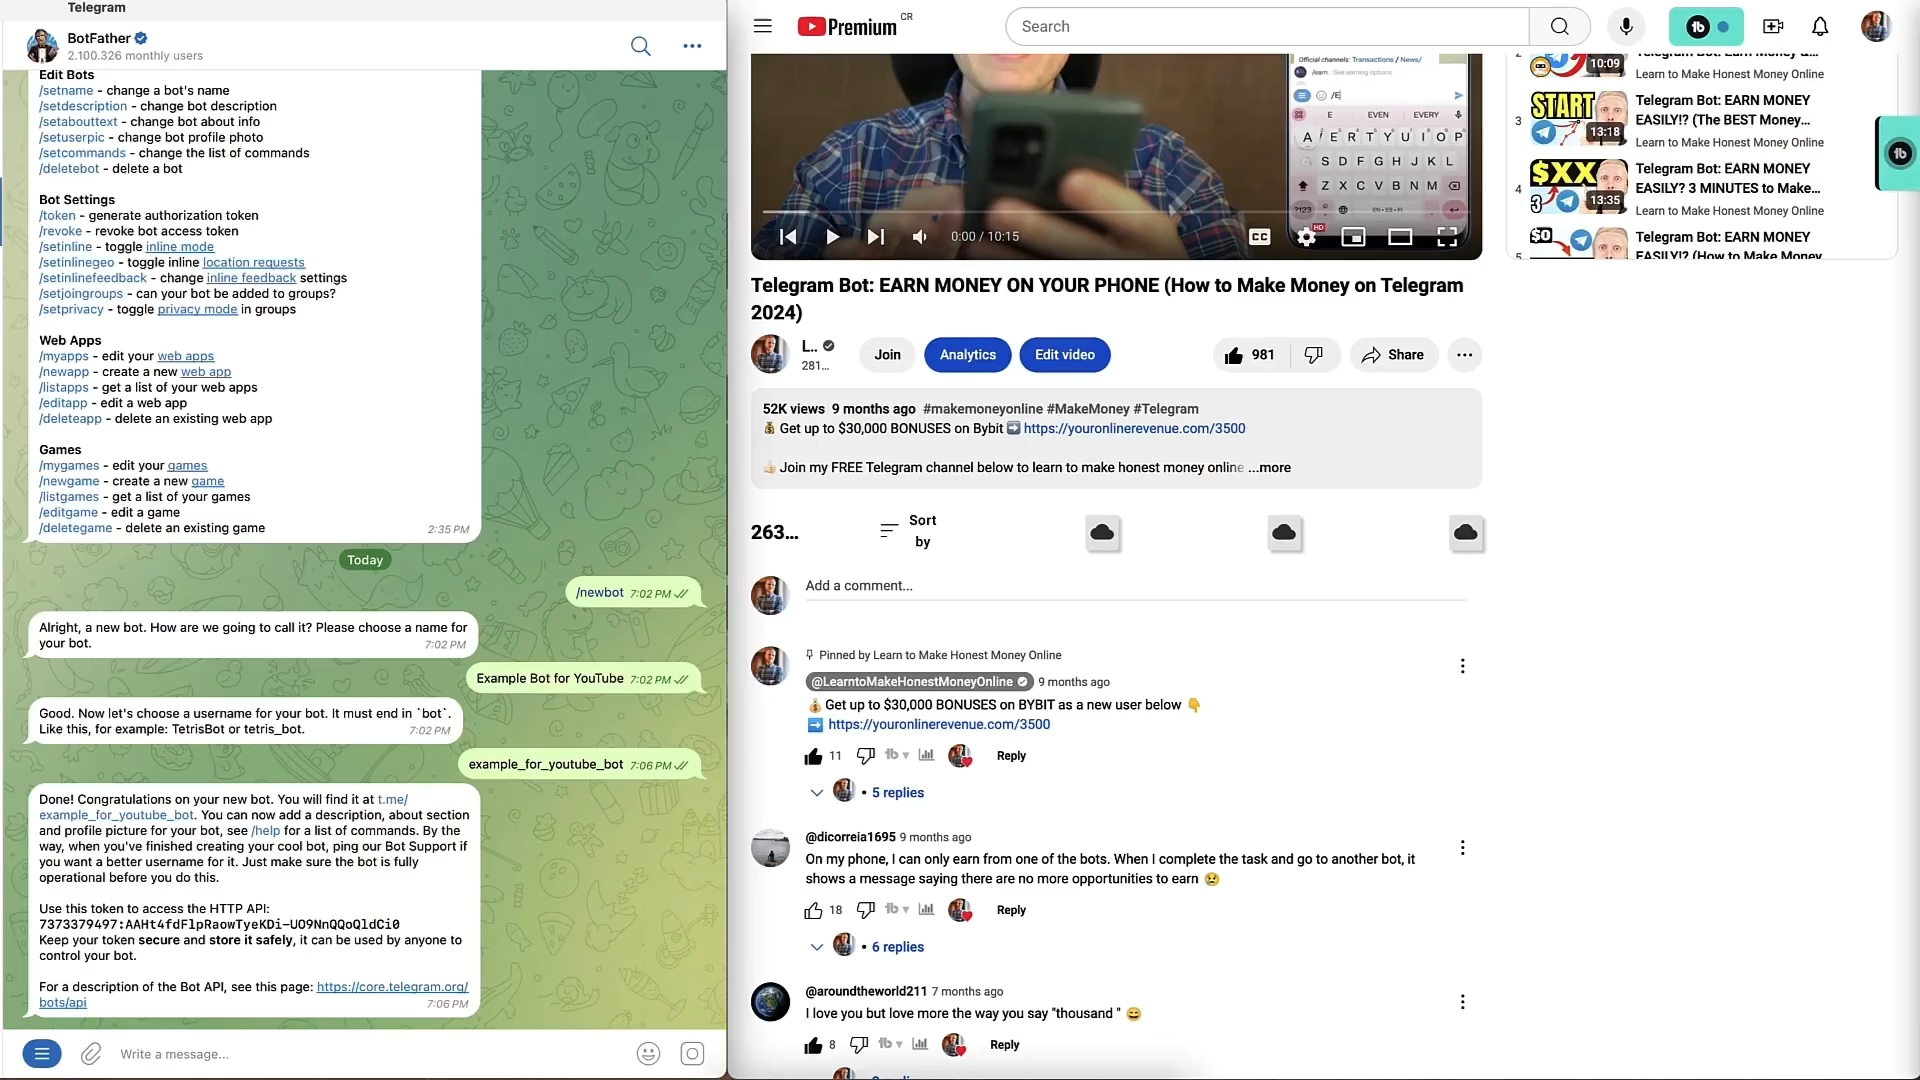 Telegram
BotFather
2.100.326 monthly users
Edit Bots
/setname - change a bot's name
/setdescription - change bot description
/setabouttext - change bot about info
/setuserpic - change bot profile photo
/setcommands - change the list of commands
/deletebot - delete a bot
Bot Settings
/token - generate authorization token
/revoke - revoke bot access token
/setinline - toggle inline mode
/setinlinegeo - toggle inline location requests
/setinlinefeedback - change inline feedback settings
/setjoingroups - can your bot be added to groups?
/setprivacy - toggle privacy mode in groups
Web Apps
/myapps - edit your web apps
/newapp - create a new web app
/listapps - get a list of your web apps
/editapp - edit a web app
/deleteapp - delete an existing web app
Games
/mygames - edit your games
/newgame - create a new game
/listgames - get a list of your games
/editgame - edit a game
/deletegame - delete an existing game
2:35 PM
Today
/newbot 7:02 PM
Alright, a new bot. How are we going to call it? Please choose a name for
your bot.
7:02 PM
Example Bot for YouTube 7:02 PM
Good. Now let's choose a username for your bot. It must end in `bot`.
Like this, for example: TetrisBot or tetris_bot.
7:02 PM
example_for_youtube_bot 7:06 PM
Done! Congratulations on your new bot. You will find it at t.me/
example_for_youtube_bot. You can now add a description, about section
and profile picture for your bot, see /help for a list of commands. By the
way, when you've finished creating your cool bot, ping our Bot Support if
you want a better username for it. Just make sure the bot is fully
operational before you do this.
Use this token to access the HTTP API:
7373379497:AAHt4fdFlpRaowTyeKDi-UO9NnQQoQldCi0
Keep your token secure and store it safely, it can be used by anyone to
control your bot.
For a description of the Bot API, see this page: https://core.telegram.org/
bots/api
7:06 PM
Write a message...
Premium CR
Search
Official channels: Transactions / News/
/learn
/E
E EVEN EVERY
E R T Y U I O P
A S D F G H J K L
Z X C V B N M
?123
EN • ES • FI
0:00 / 10:15
CC
HD
Telegram Bot: EARN MONEY ON YOUR PHONE (How to Make Money on Telegram
2024)
L..
281...
Join
Analytics
Edit video
981
Share
52K views 9 months ago #makemoneyonline #MakeMoney #Telegram
💰 Get up to $30,000 BONUSES on Bybit ➡️ https://youronlinerevenue.com/3500
👍🏻Join my FREE Telegram channel below to learn to make honest money online ...more
263...
Sort
by
Add a comment...
Pinned by Learn to Make Honest Money Online
@LearntoMakeHonestMoneyOnline 9 months ago
💰Get up to $30,000 BONUSES on BYBIT as a new user below 👇
➡️ https://youronlinerevenue.com/3500
11
Reply
• 5 replies
@dicorreia1695 9 months ago
On my phone, I can only earn from one of the bots. When I complete the task and go to another bot, it
shows a message saying there are no more opportunities to earn 😢
18
Reply
• 6 replies
@aroundtheworld211 7 months ago
I love you but love more the way you say "thousand " 😄
8
Reply
10:09
Learn to Make Honest Money Online
3
START
13:18
Telegram Bot: EARN MONEY
EASILY!? (The BEST Money...
Learn to Make Honest Money Online
4
$XX
3
13:35
Telegram Bot: EARN MONEY
EASILY? 3 MINUTES to Make...
Learn to Make Honest Money Online
$0
Telegram Bot: EARN MONEY
EASILY!? (How to Make Money